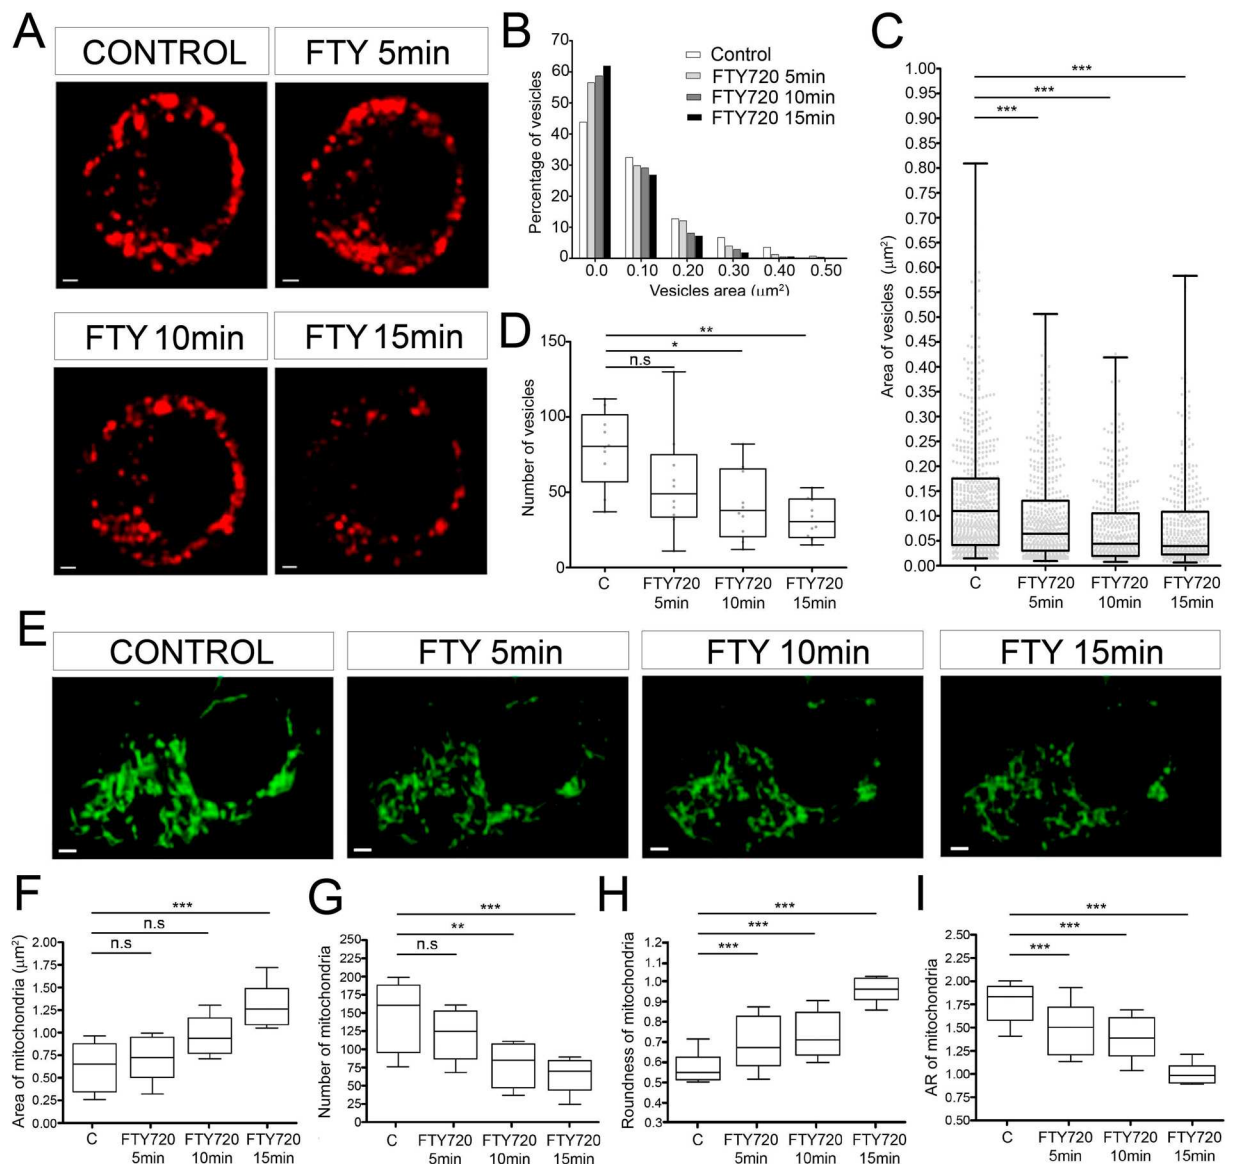 A
CONTROL
FTY 5min
FTY 10min
FTY 15min
B
70
60
50
40
30
20
10
0
Percentage of vesicles
Control
FTY720 5min
FTY720 10min
FTY720 15min
0.0 0.10 0.20 0.30 0.40 0.50
Vesicles area (μm²)
C
1.00
0.95
0.90
0.85
0.80
0.75
0.70
0.65
0.60
0.55
0.50
0.45
0.40
0.35
0.30
0.25
0.20
0.15
0.10
0.05
0.00
Area of vesicles (μm²)
***
***
***
C FTY720 FTY720 FTY720
5min 10min 15min
D
150
100
50
0
Number of vesicles
**
*
n.s
C FTY720 FTY720 FTY720
5min 10min 15min
E
CONTROL
FTY 5min
FTY 10min
FTY 15min
F
2.00
1.75
1.50
1.25
1.00
0.75
0.50
0.25
0.00
Area of mitochondria (μm²)
***
n.s
n.s
C FTY720 FTY720 FTY720
5min 10min 15min
G
250
225
200
175
150
125
100
75
50
25
0
Number of mitochondria
***
**
n.s
C FTY720 FTY720 FTY720
5min 10min 15min
H
1.2
1.1
1.0
0.9
0.8
0.7
0.6
0.5
0.4
0.3
Roundness of mitochondria
***
***
***
C FTY720 FTY720 FTY720
5min 10min 15min
I
2.50
2.25
2.00
1.75
1.50
1.25
1.00
0.75
0.50
AR of mitochondria
***
***
***
C FTY720 FTY720 FTY720
5min 10min 15min